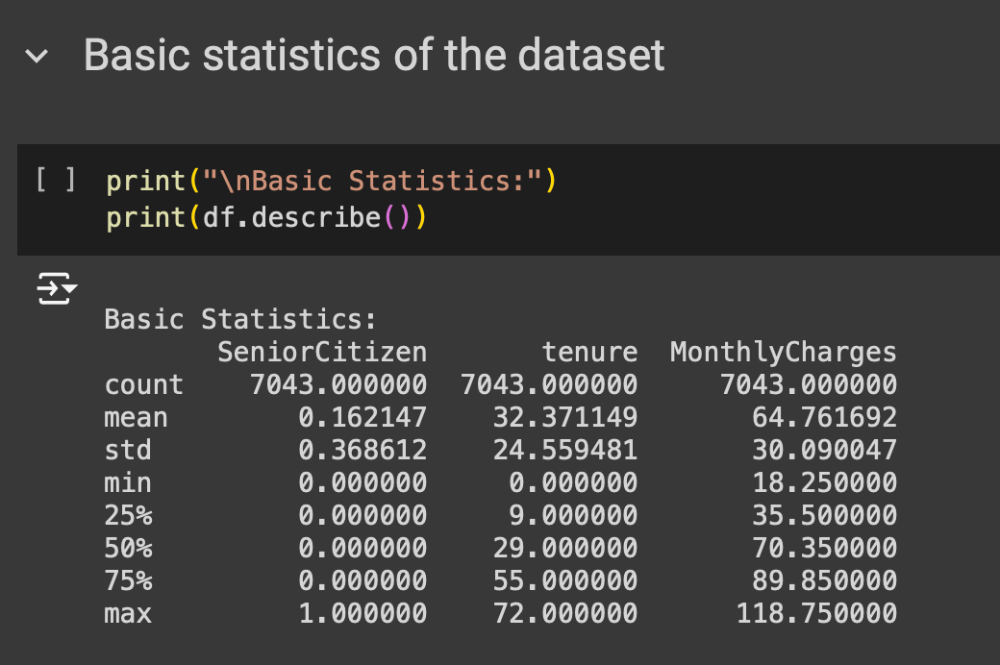 Basic statistics of the dataset
[ ] print("\nBasic Statistics:")
print(df.describe())
Basic Statistics:
       SeniorCitizen       tenure  MonthlyCharges
count    7043.000000  7043.000000     7043.000000
mean        0.162147    32.371149       64.761692
std         0.368612    24.559481       30.090047
min         0.000000     0.000000       18.250000
25%         0.000000     9.000000       35.500000
50%         0.000000    29.000000       70.350000
75%         0.000000    55.000000       89.850000
max         1.000000    72.000000      118.750000